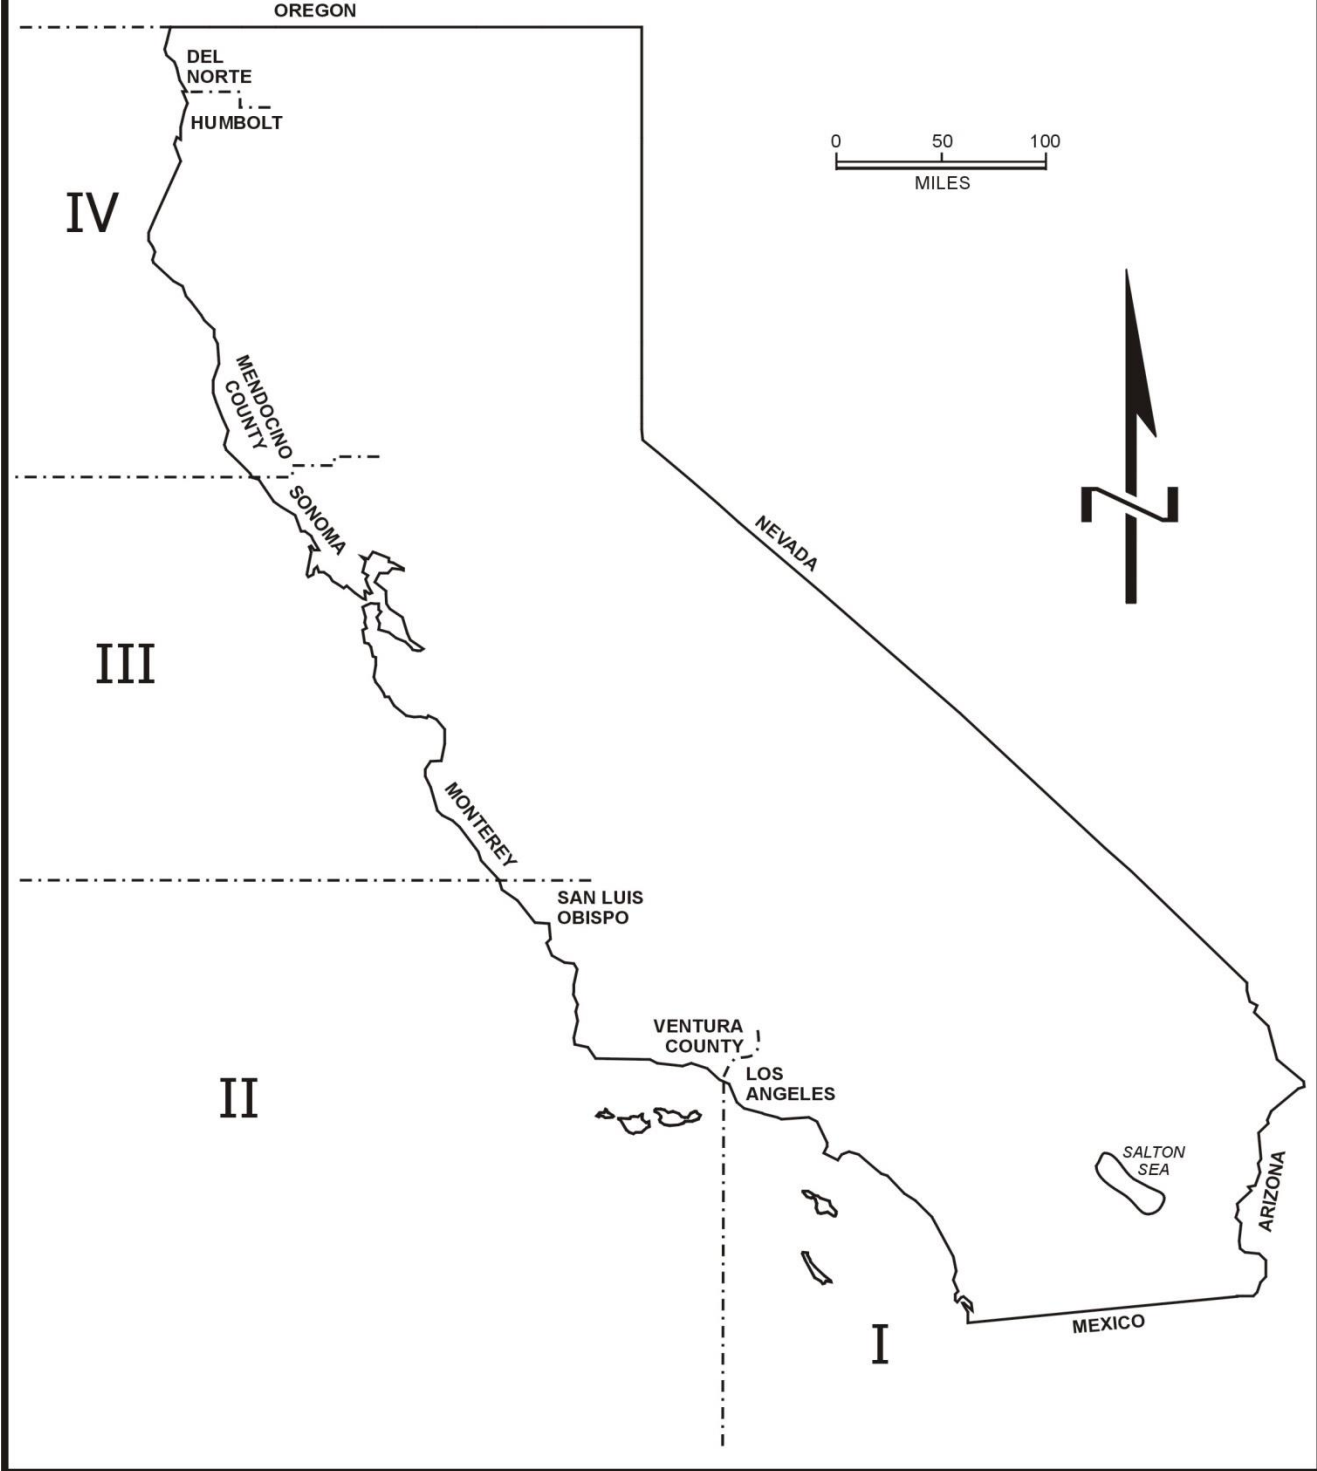 OREGON
DEL
NORTE
HUMBOLT
0 50 100
MILES
IV
MENDOCINO
COUNTY
SONOMA
NEVADA
N
III
MONTEREY
SAN LUIS
OBISPO
VENTURA
COUNTY
LOS
ANGELES
II
SALTON
SEA
ARIZONA
MEXICO
I